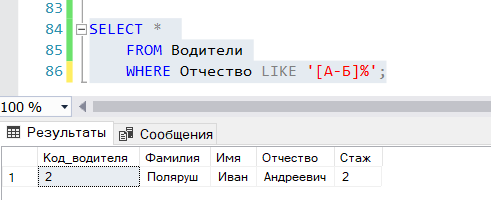 83
84 SELECT *
85 FROM Водители
86 WHERE Отчество LIKE '[А-Б]%';
100 %
Результаты Сообщения
Код_водителя Фамилия Имя Отчество Стаж
1 2 Поляруш Иван Андреевич 2